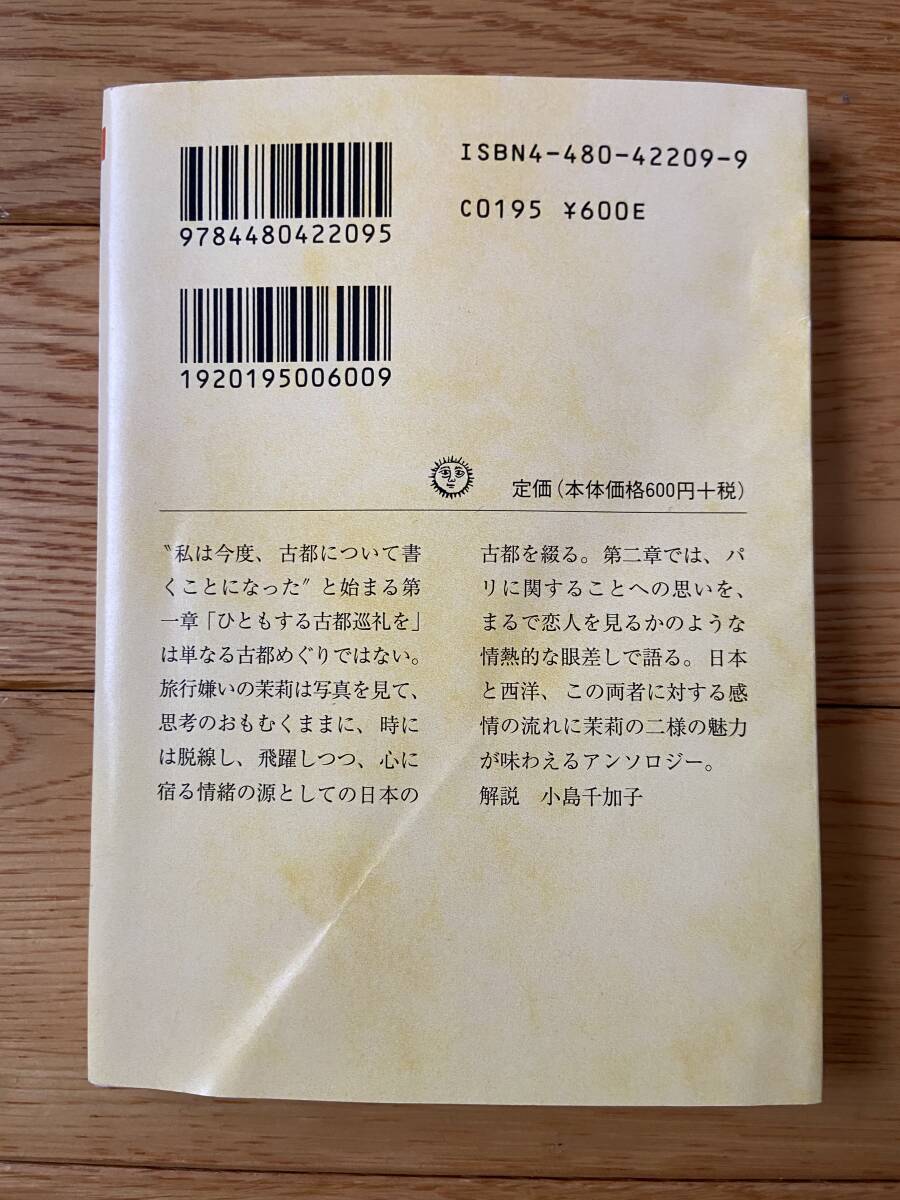 ISBN4-480-42209-9
C0195 ¥600E
9784480422095
1920195006009
定価(本体価格600円+税)
〝私は今度、古都について書
くことになった〟と始まる第
一章「ひともする古都巡礼を」
は単なる古都めぐりではない。
旅行嫌いの茉莉は写真を見て、
思考のおもむくままに、時に
は脱線し、飛躍しつつ、心に
宿る情緒の源としての日本の
古都を綴る。第二章では、パ
リに関することへの思いを、
まるで恋人を見るかのような
情熱的な眼差しで語る。日本
と西洋、この両者に対する感
情の流れに茉莉の二様の魅力
が味わえるアンソロジー。
解説 小島千加子